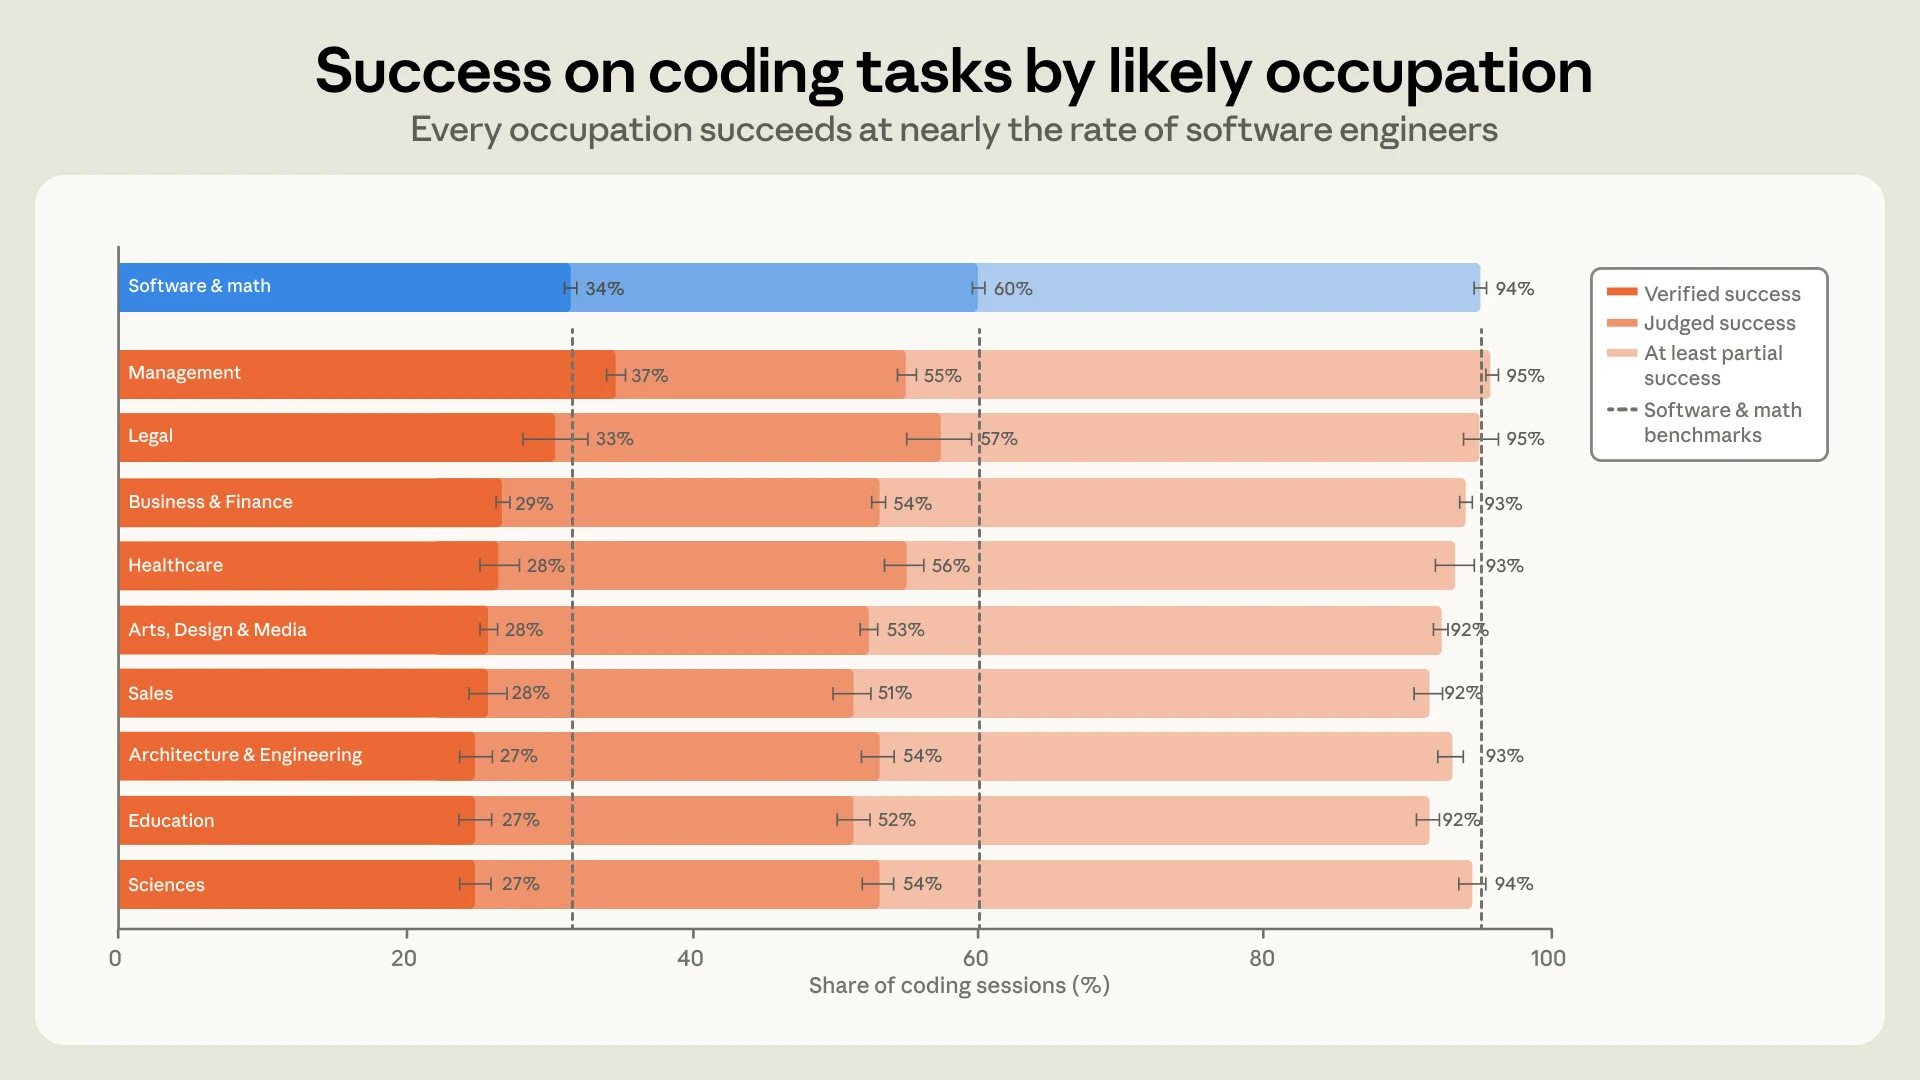 Success on coding tasks by likely occupation
Every occupation succeeds at nearly the rate of software engineers
Software & math 34% 60% 94%
Management 37% 55% 95%
Legal 33% 57% 95%
Business & Finance 29% 54% 93%
Healthcare 28% 56% 93%
Arts, Design & Media 28% 53% 92%
Sales 28% 51% 92%
Architecture & Engineering 27% 54% 93%
Education 27% 52% 92%
Sciences 27% 54% 94%
0 20 40 60 80 100
Share of coding sessions (%)
Verified success
Judged success
At least partial
success
Software & math
benchmarks